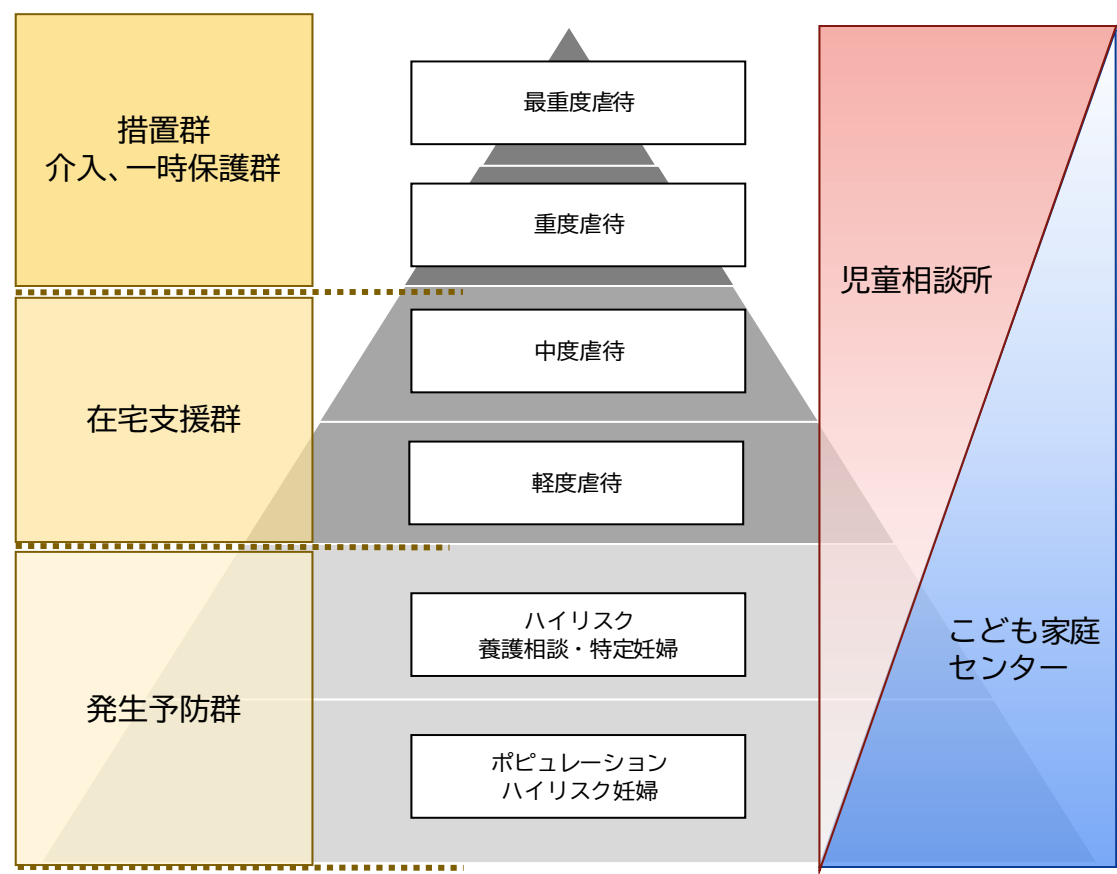 措置群
介入、一時保護群
最重度虐待
重度虐待
児童相談所
中度虐待
在宅支援群
軽度虐待
ハイリスク
養護相談・特定妊婦
こども家庭
センター
発生予防群
ポピュレーション
ハイリスク妊婦